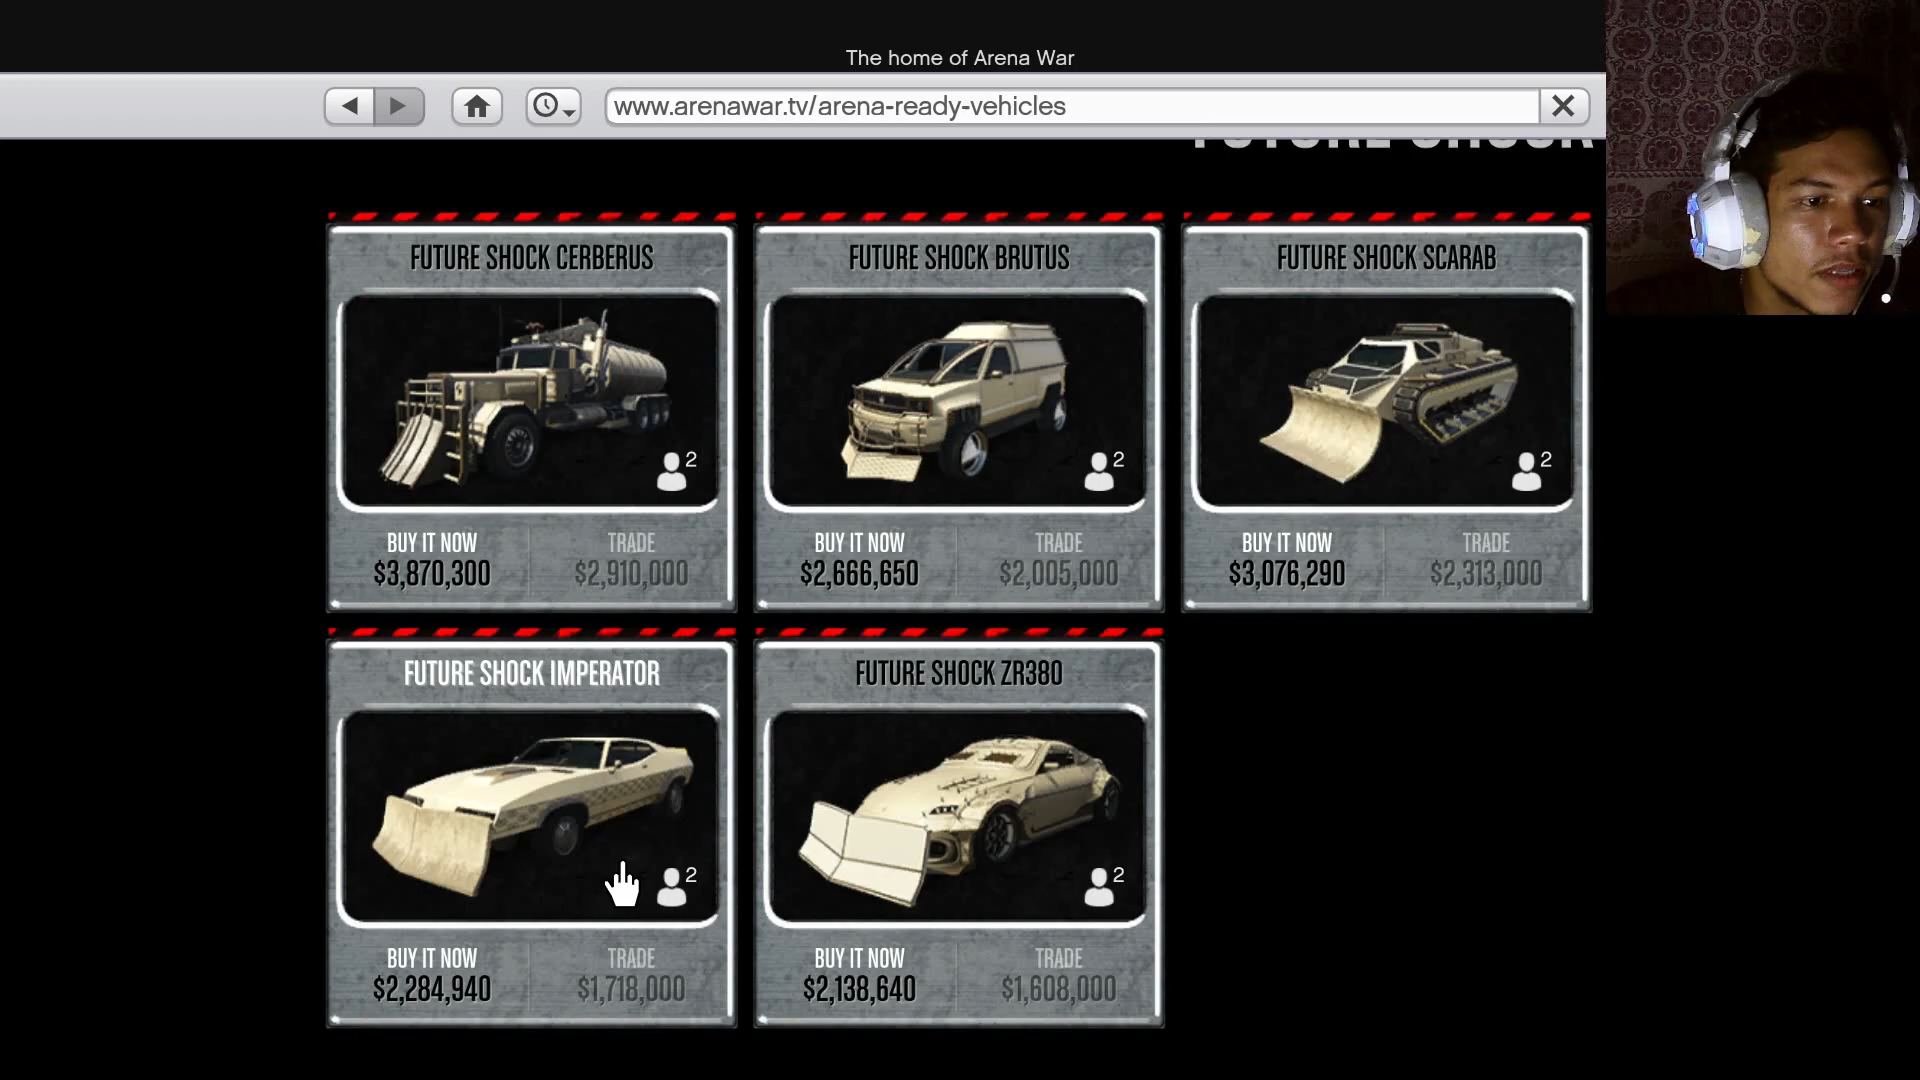 The home of Arena War
www.arenawar.tv/arena-ready-vehicles
FUTURE SHOCK
FUTURE SHOCK CERBERUS
FUTURE SHOCK BRUTUS
FUTURE SHOCK SCARAB
2
2
2
BUY IT NOW
TRADE
$3,870,300
$2,910,000
BUY IT NOW
TRADE
$2,666,650
$2,005,000
BUY IT NOW
TRADE
$3,076,290
$2,313,000
FUTURE SHOCK IMPERATOR
FUTURE SHOCK ZR380
2
2
BUY IT NOW
TRADE
$2,284,940
$1,718,000
BUY IT NOW
TRADE
$2,138,640
$1,608,000